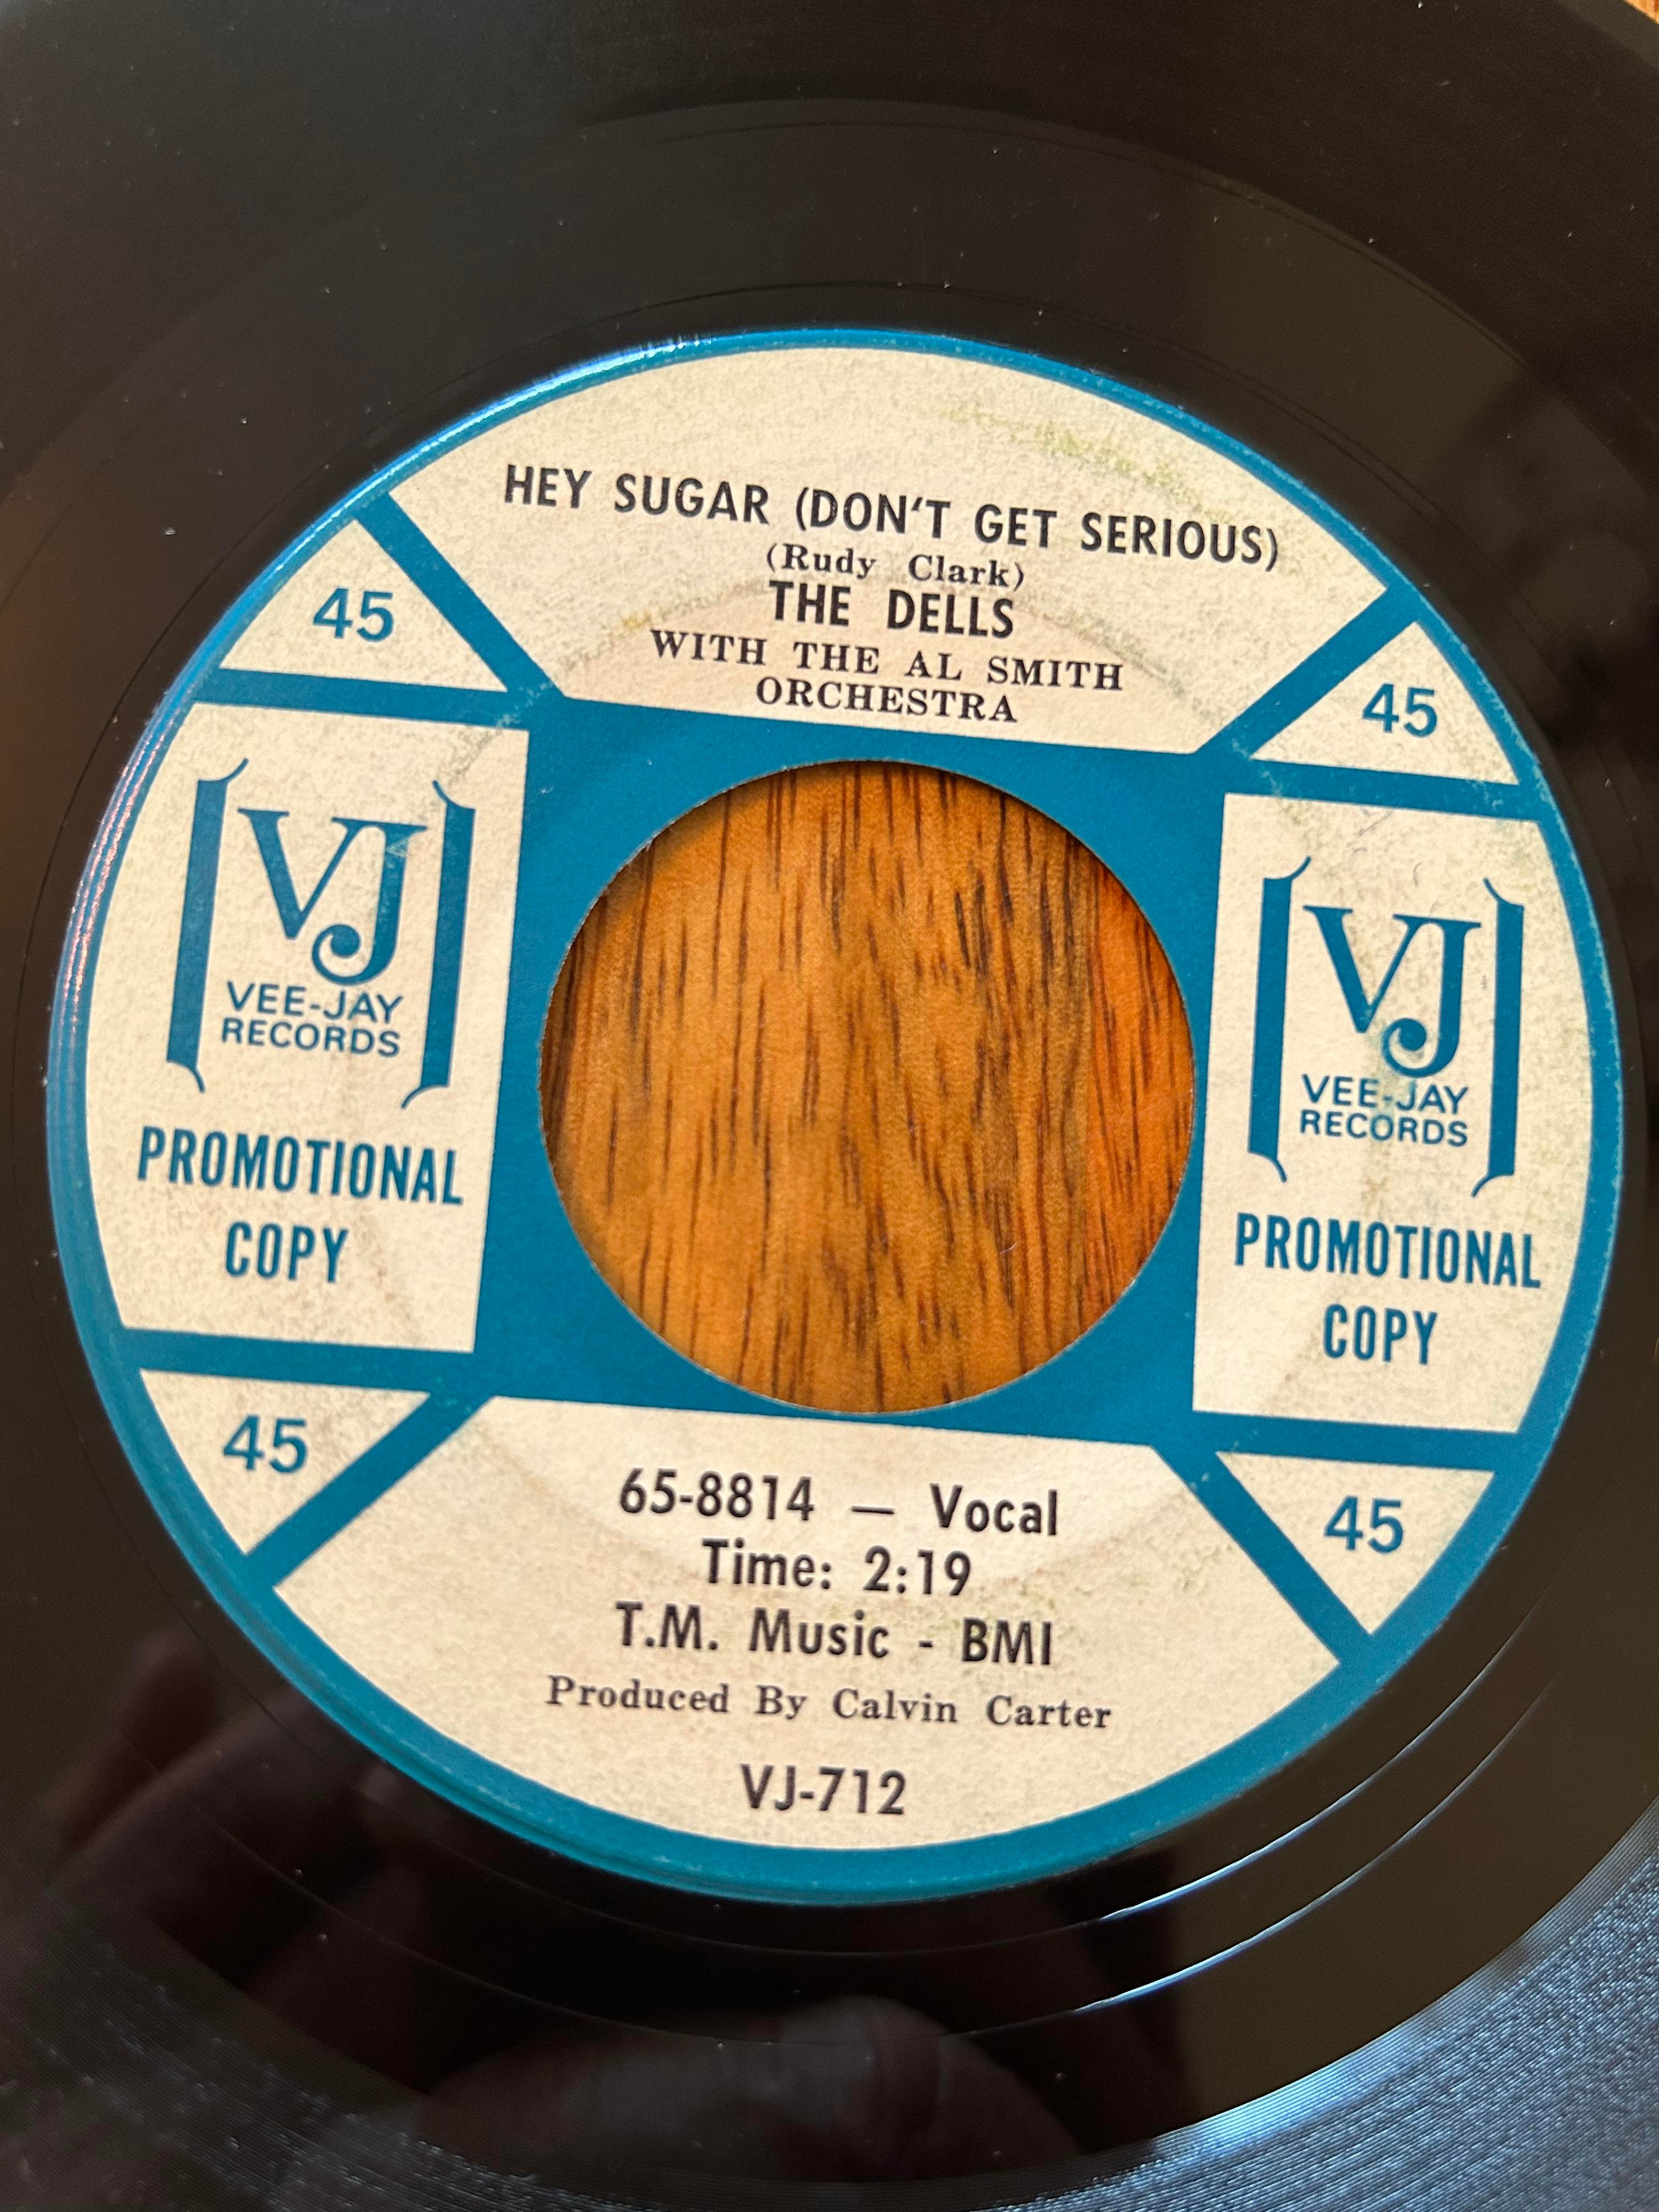 HEY SUGAR (DON'T GET SERIOUS)
(Rudy Clark)
THE DELLS
WITH THE AL SMITH
ORCHESTRA
45
45
VJ
VEE-JAY
RECORDS
PROMOTIONAL
COPY
VJ
VEE-JAY
RECORDS
PROMOTIONAL
COPY
45
45
65-8814 — Vocal
Time: 2:19
T.M. Music - BMI
Produced By Calvin Carter
VJ-712